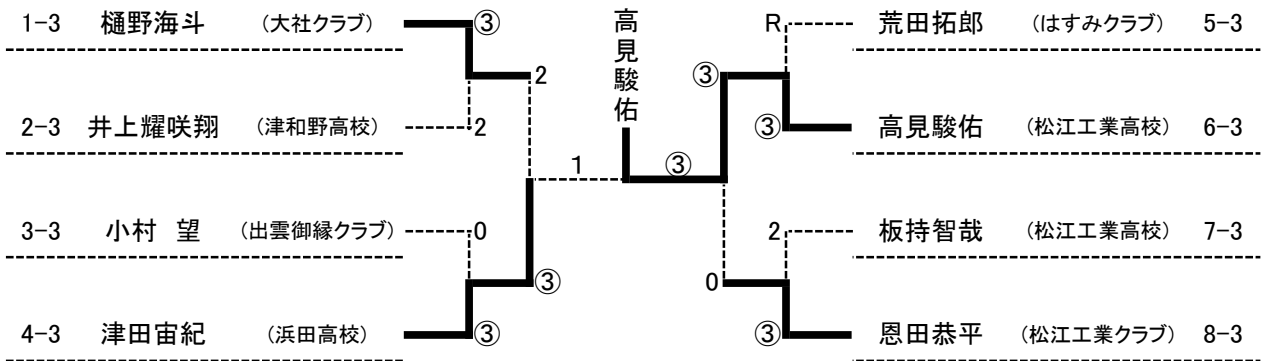 1-3 樋野海斗 (大社クラブ) ③
2
2-3 井上耀咲翔 (津和野高校) 2
3-3 小村 望 (出雲御縁クラブ) 0
③
4-3 津田宙紀 (浜田高校) ③
高見駿佑
1 ③
R 荒田拓郎 (はすみクラブ) 5-3
③
③ 高見駿佑 (松江工業高校) 6-3
2 板持智哉 (松江工業高校) 7-3
0
③ 恩田恭平 (松江工業クラブ) 8-3